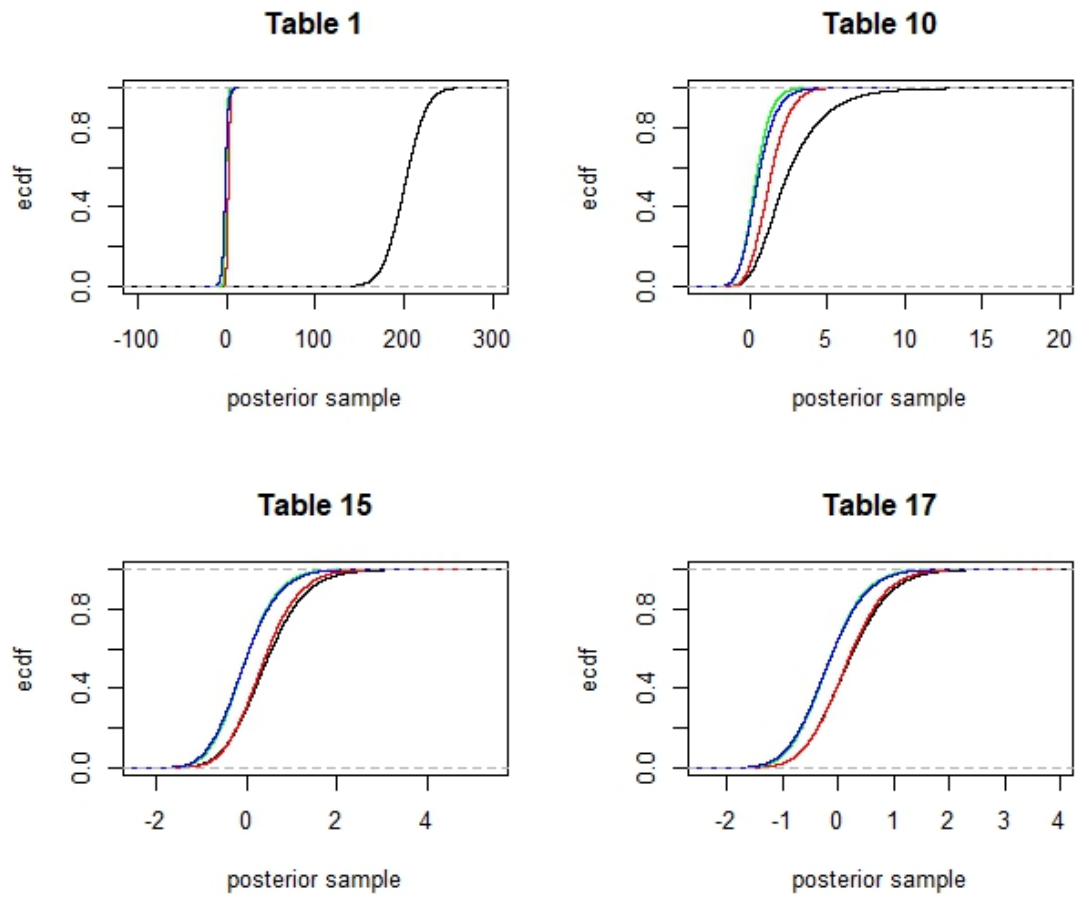 Table 1
ecdf
0.0 0.4 0.8
-100 0 100 200 300
posterior sample
Table 10
ecdf
0.0 0.4 0.8
0 5 10 15 20
posterior sample
Table 15
ecdf
0.0 0.4 0.8
-2 0 2 4
posterior sample
Table 17
ecdf
0.0 0.4 0.8
-2 -1 0 1 2 3 4
posterior sample